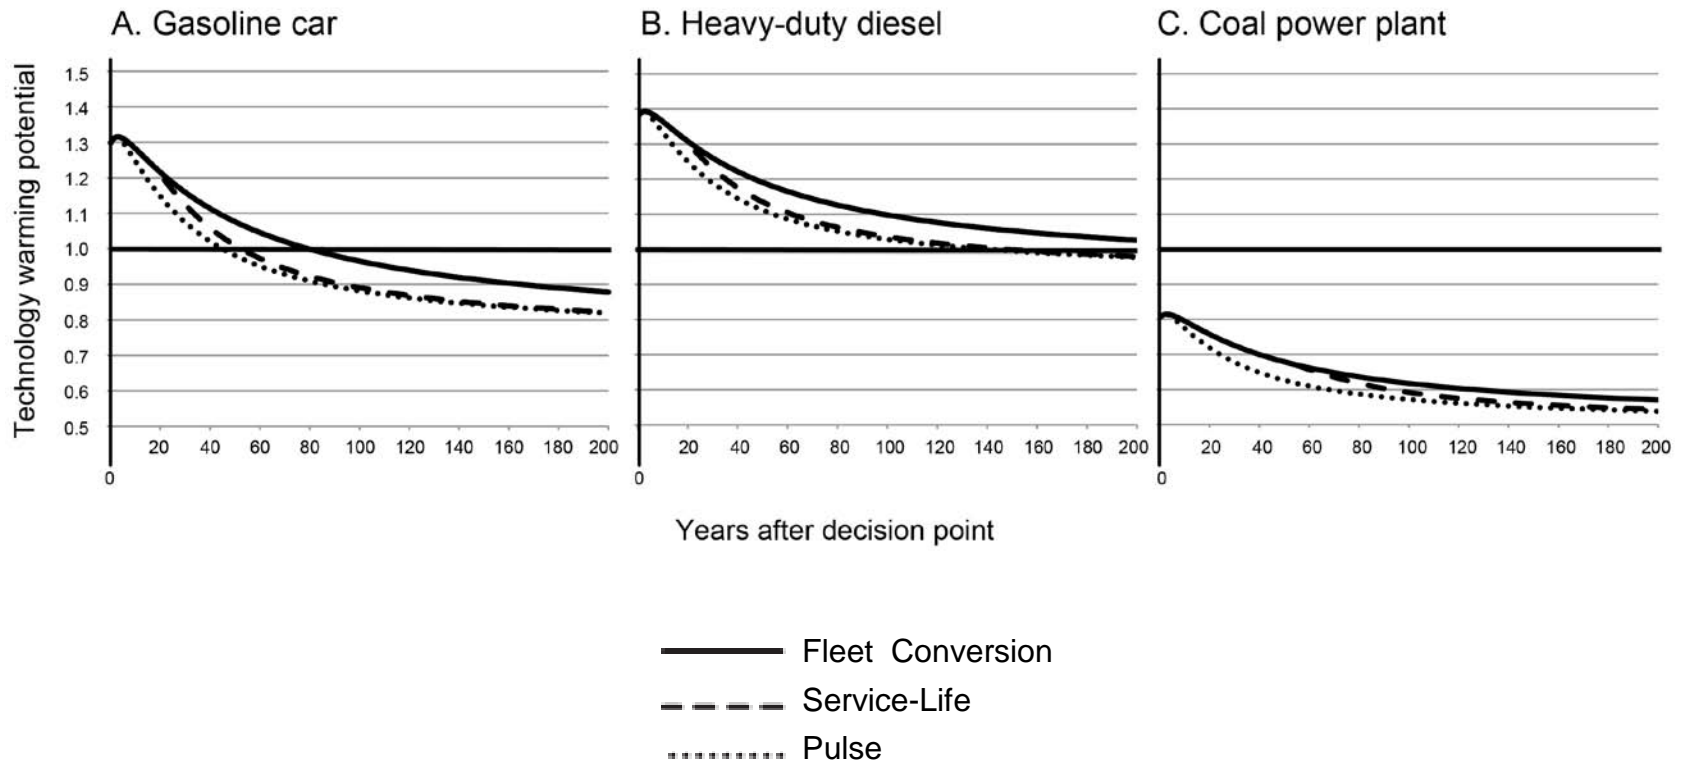 A. Gasoline car
B. Heavy-duty diesel
C. Coal power plant
Technology warming potential
1.5
1.4
1.3
1.2
1.1
1.0
0.9
0.8
0.7
0.6
0.5
20 40 60 80 100 120 140 160 180 200
0
20 40 60 80 100 120 140 160 180 200
0
20 40 60 80 100 120 140 160 180 200
0
Years after decision point
Fleet Conversion
Service-Life
Pulse